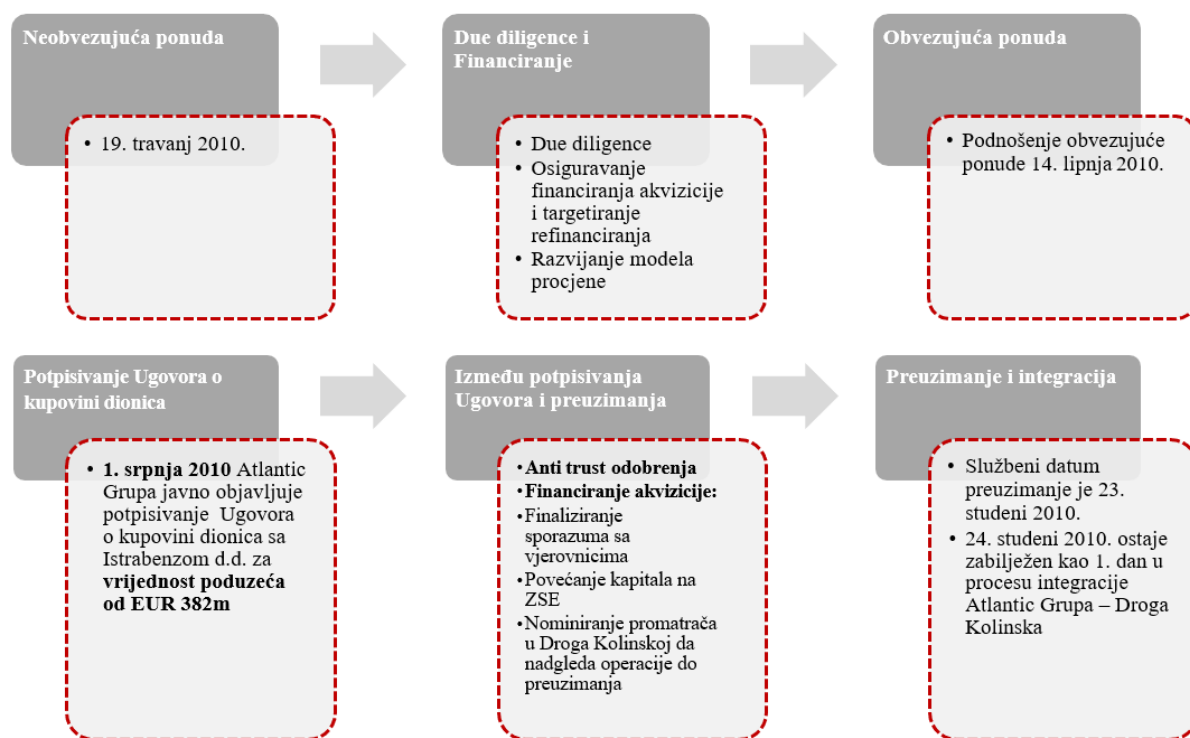 Neobvezujuća ponuda
• 19. travanj 2010.
Due diligence i
Financiranje
• Due diligence
• Osiguravanje
financiranja akvizicije
i targetiranje
refinanciranja
• Razvijanje modela
procjene
Obvezujuća ponuda
• Podnošenje obvezujuće
ponude 14. lipnja 2010.
Potpisivanje Ugovora o
kupovini dionica
• 1. srpnja 2010 Atlantic
Grupa javno objavljuje
potpisivanje Ugovora
o kupovini dionica sa
Istrabenzom d.d. za
vrijednost poduzeća
od EUR 382m
Između potpisivanja
Ugovora i preuzimanja
•Anti trust odobrenja
•Financiranje akvizicije:
•Finaliziranje
sporazuma sa
vjerovnicima
•Povećanje kapitala na
ZSE
•Nominiranje promatrača
u Droga Kolinskoj da
nadgleda operacije do
preuzimanja
Preuzimanje i integracija
• Službeni datum
preuzimanje je 23.
studeni 2010.
• 24. studeni 2010. ostaje
zabilježen kao 1. dan u
procesu integracije
Atlantic Grupa – Droga
Kolinska